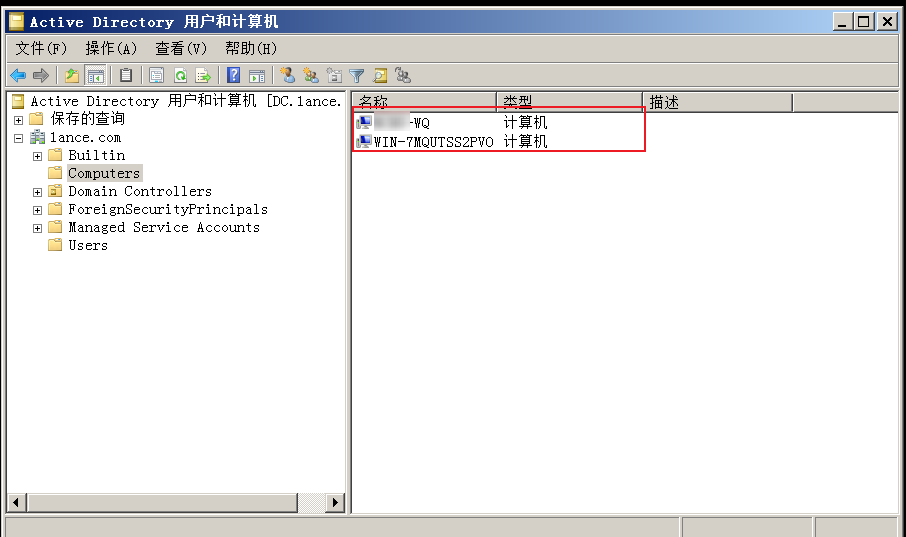 Active Directory 用户和计算机
文件(F) 操作(A) 查看(V) 帮助(H)
Active Directory 用户和计算机 [DC.lance.
保存的查询
lance.com
Builtin
Computers
Domain Controllers
ForeignSecurityPrincipals
Managed Service Accounts
Users
名称 类型 描述
-WQ 计算机
WIN-7MQUTSS2PVO 计算机